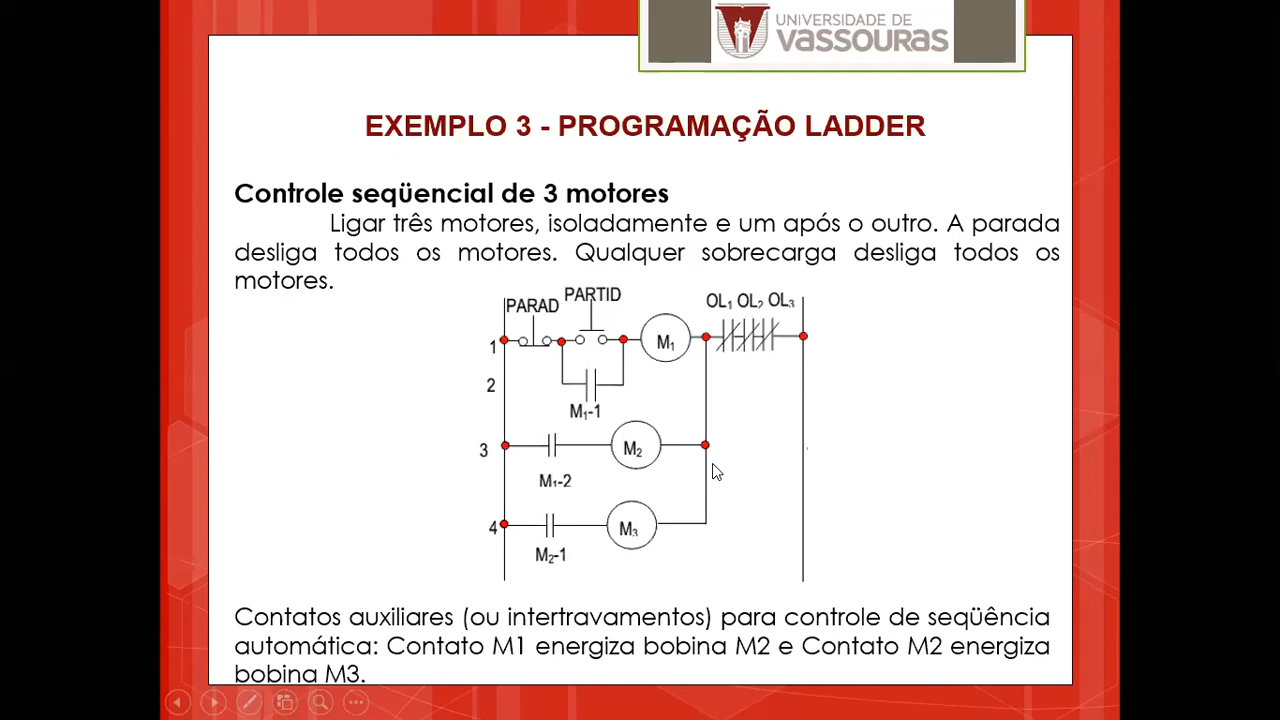 UNIVERSIDADE DE
VASSOURAS
EXEMPLO 3 - PROGRAMAÇÃO LADDER
Controle seqüencial de 3 motores
Ligar três motores, isoladamente e um após o outro. A parada
desliga todos os motores. Qualquer sobrecarga desliga todos os
motores.
PARAD PARTID OL₁ OL₂ OL₃
1 M₁
2
M₁-1
3 M₂
M₁-2
4 M₃
M₂-1
Contatos auxiliares (ou intertravamentos) para controle de seqüência
automática: Contato M1 energiza bobina M2 e Contato M2 energiza
bobina M3.